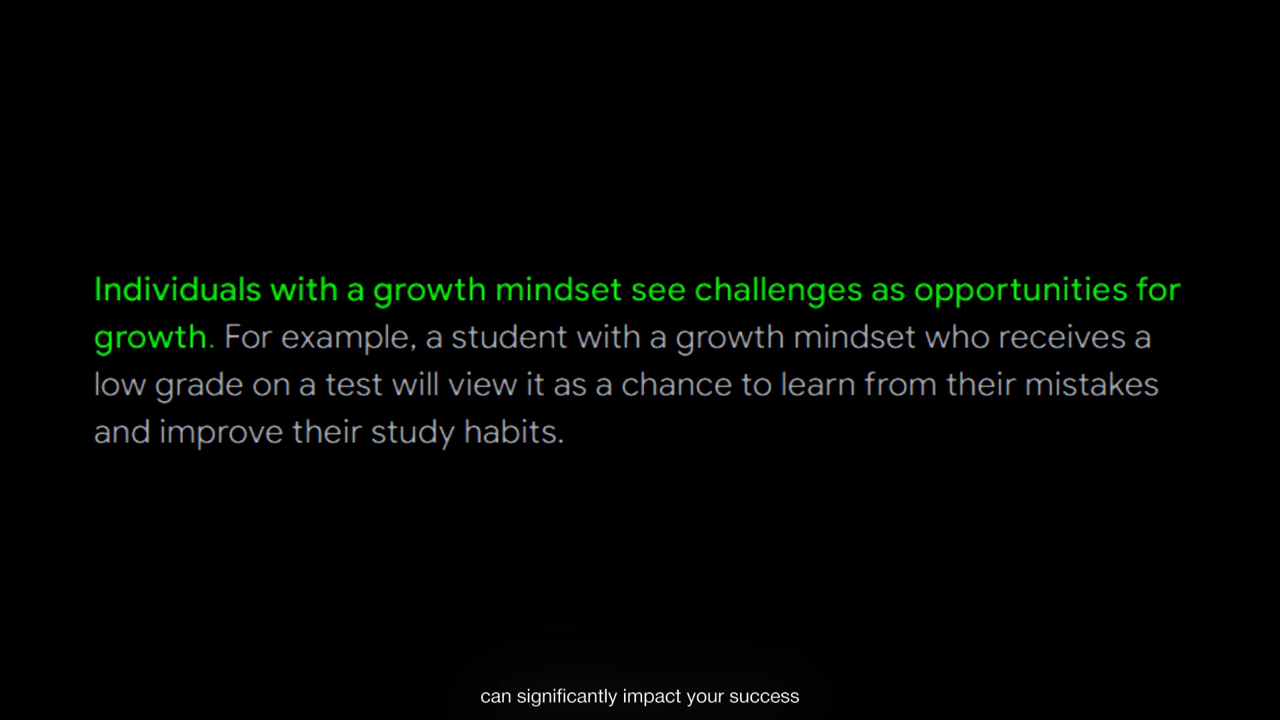 Individuals with a growth mindset see challenges as opportunities for
growth. For example, a student with a growth mindset who receives a
low grade on a test will view it as a chance to learn from their mistakes
and improve their study habits.
can significantly impact your success